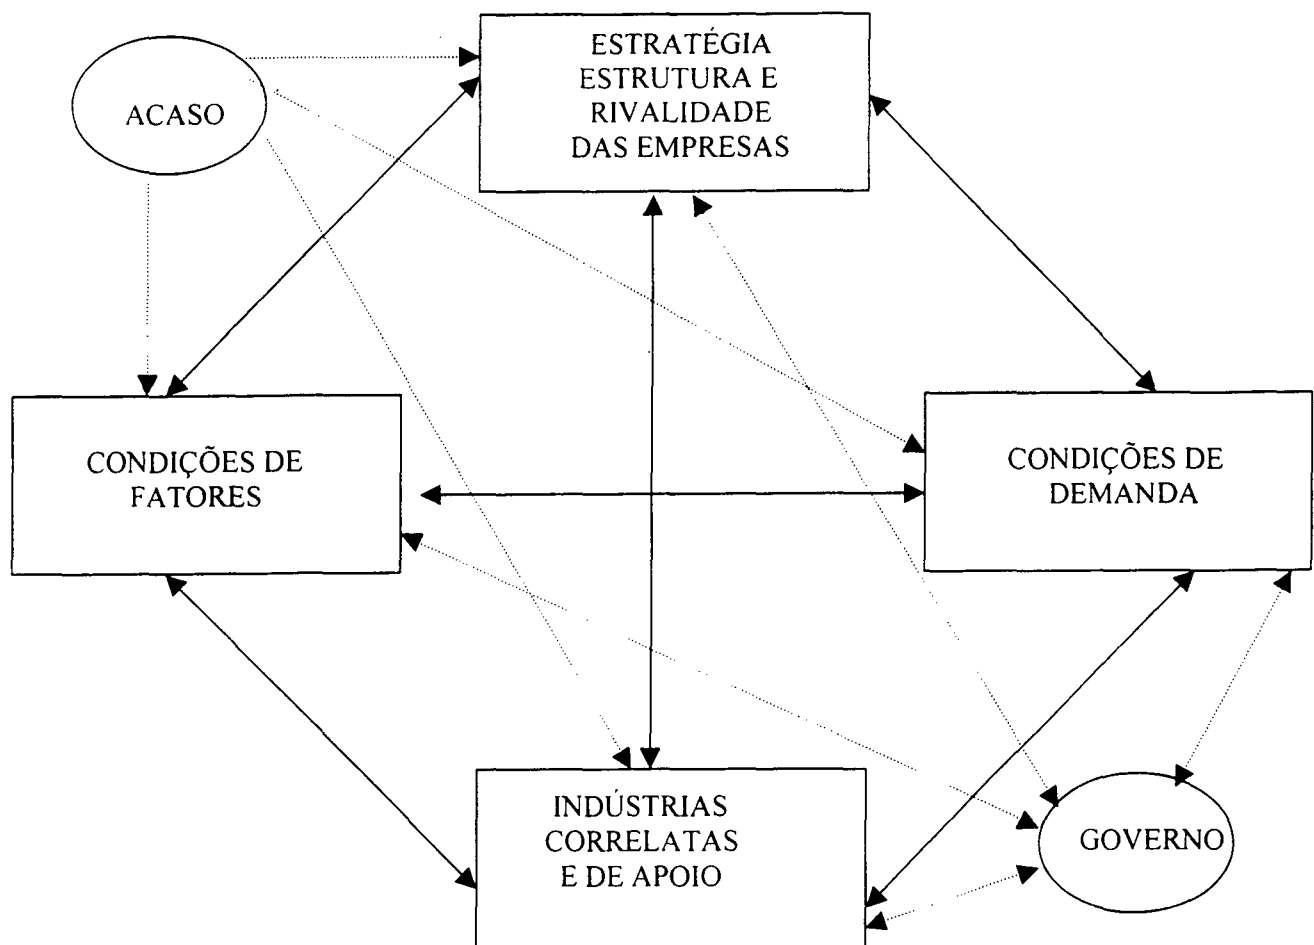 ESTRATÉGIA
ESTRUTURA E
RIVALIDADE
DAS EMPRESAS
ACASO
CONDIÇÕES DE
FATORES
CONDIÇÕES DE
DEMANDA
INDÚSTRIAS
CORRELATAS
E DE APOIO
GOVERNO